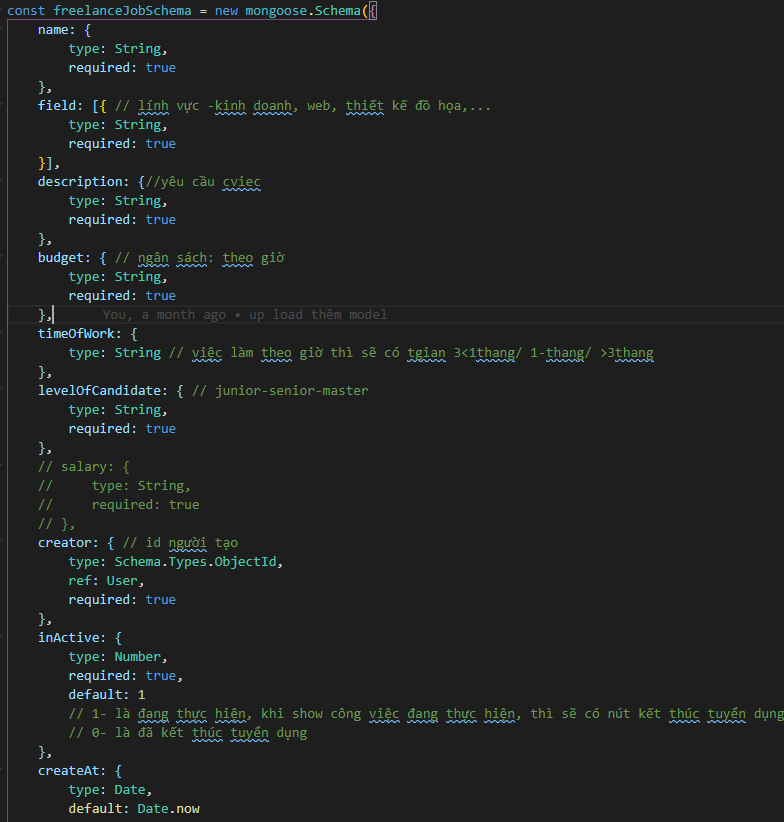 const freelanceJobSchema = new mongoose.Schema({
    name: {
        type: String,
        required: true
    },
    field: [{ // lính vực -kinh doanh, web, thiết kế đồ họa,...
        type: String,
        required: true
    }],
    description: {//yêu cầu cviec
        type: String,
        required: true
    },
    budget: { // ngân sách: theo giờ
        type: String,
        required: true
    },      You, a month ago • up load thêm model
    timeOfWork: {
        type: String // việc làm theo giờ thì sẽ có tgian 3<1thang/ 1-thang/ >3thang
    },
    levelOfCandidate: { // junior-senior-master
        type: String,
        required: true
    },
    // salary: {
    //     type: String,
    //     required: true
    // },
    creator: { // id người tạo
        type: Schema.Types.ObjectId,
        ref: User,
        required: true
    },
    inActive: {
        type: Number,
        required: true,
        default: 1
        // 1- là đang thực hiện, khi show công việc đang thực hiện, thì sẽ có nút kết thúc tuyển dụng
        // 0- là đã kết thúc tuyển dụng
    },
    createAt: {
        type: Date,
        default: Date.now